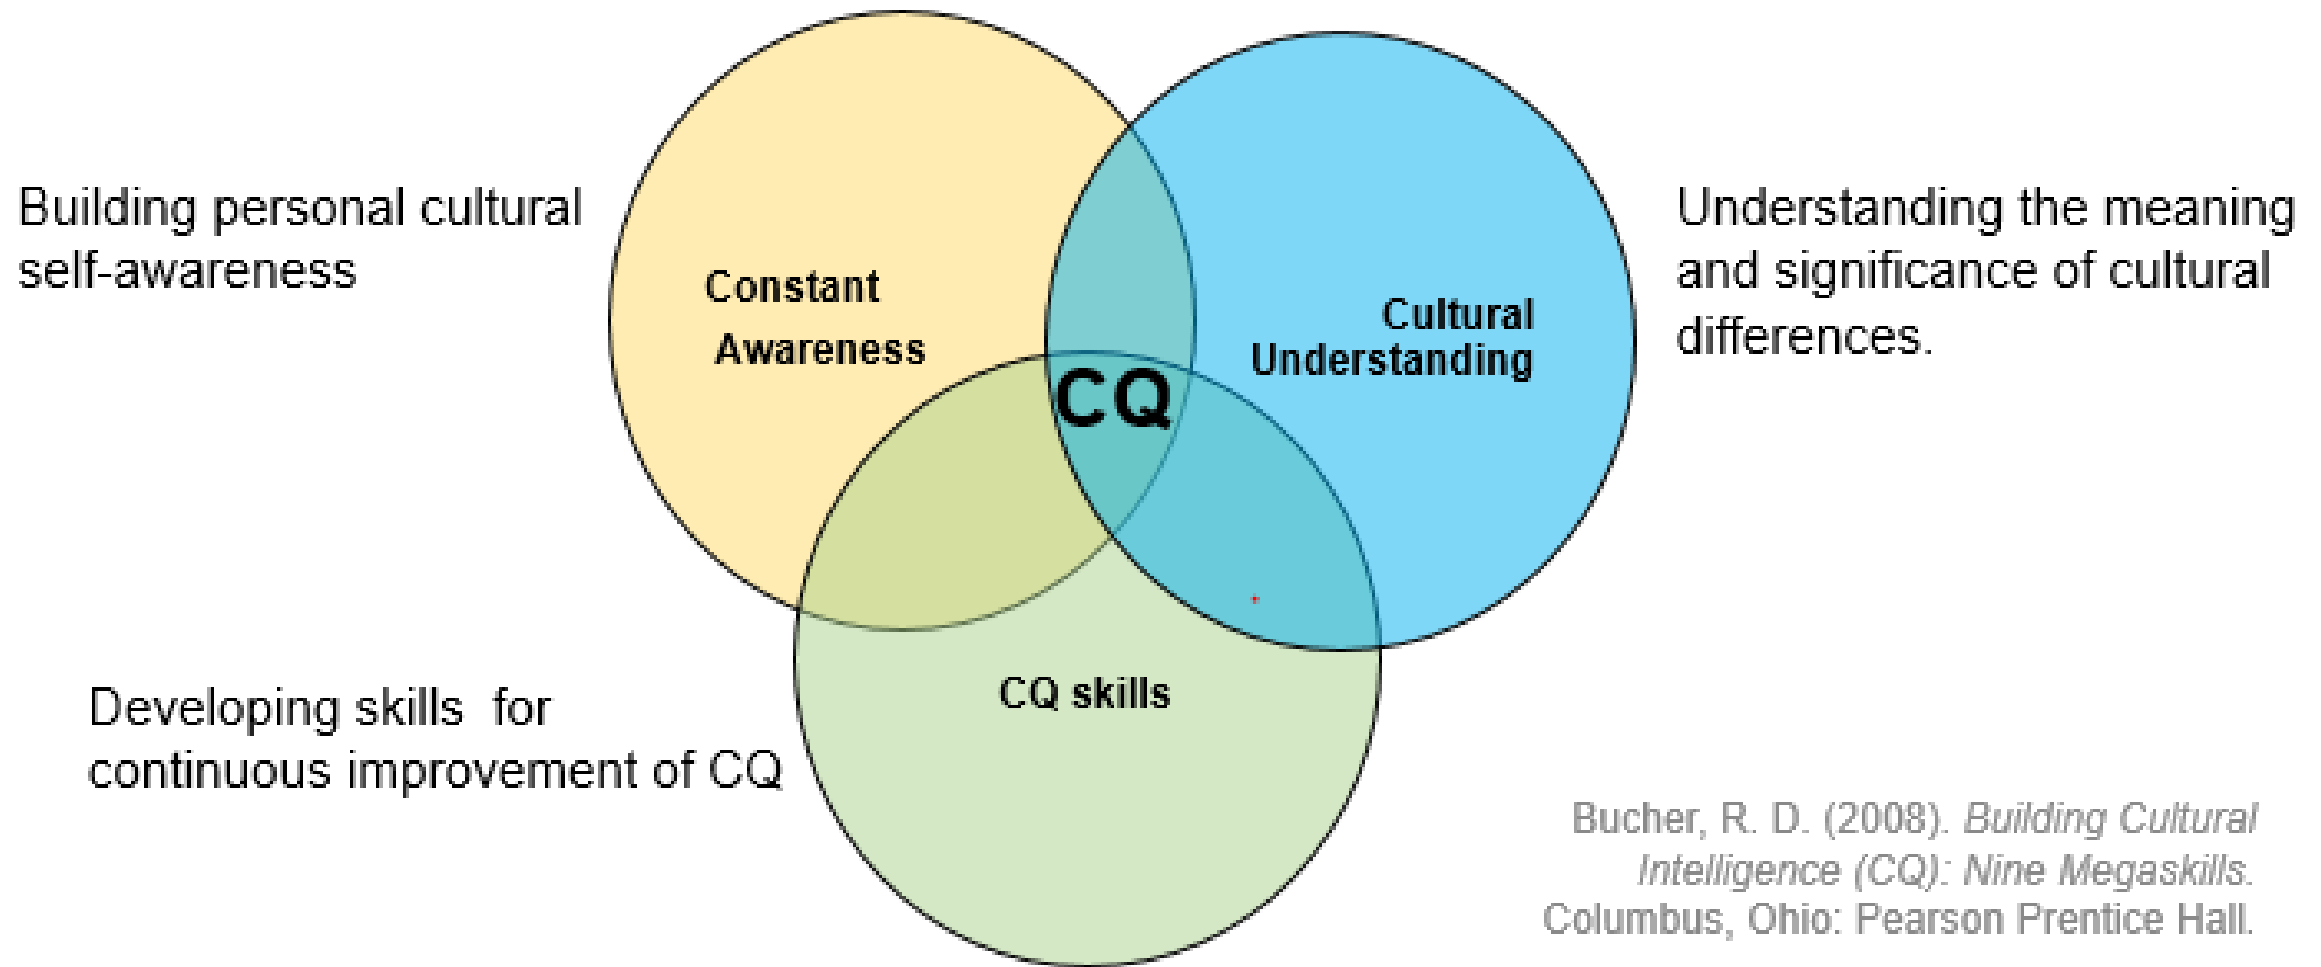 Building personal cultural
self-awareness
Constant
Awareness
Cultural
Understanding
Understanding the meaning
and significance of cultural
differences.
CQ
CQ skills
Developing skills  for
continuous improvement of CQ
Bucher, R. D. (2008). Building Cultural
Intelligence (CQ): Nine Megaskills.
Columbus, Ohio: Pearson Prentice Hall.